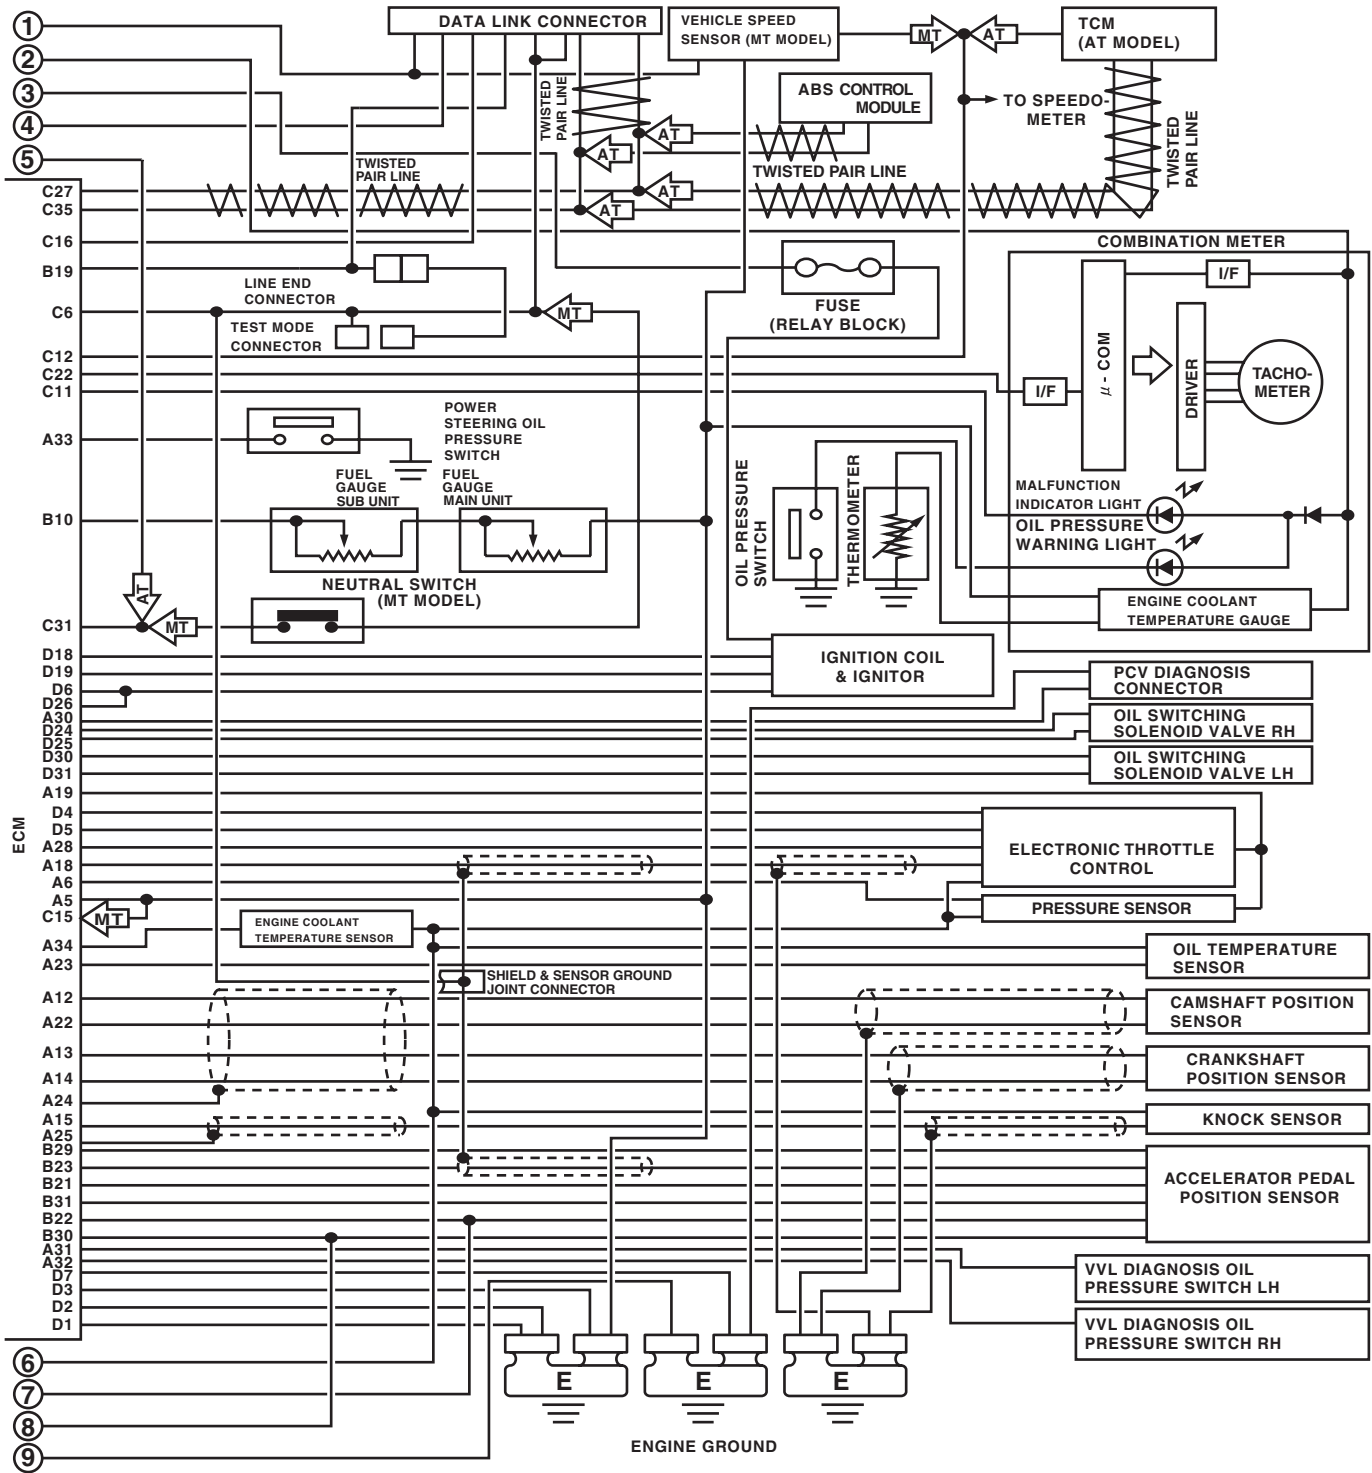 1
2
3
4
5
DATA LINK CONNECTOR
VEHICLE SPEED
SENSOR (MT MODEL)
MT
AT
TCM
(AT MODEL)
ABS CONTROL
MODULE
TO SPEEDO-
METER
TWISTED
PAIR LINE
TWISTED
PAIR LINE
TWISTED
PAIR LINE
TWISTED PAIR LINE
AT
AT
AT
AT
C27
C35
C16
B19
C6
C12
C22
C11
A33
B10
C31
D18
D19
D6
D26
A30
D24
D25
D30
D31
A19
D4
D5
A28
A18
A6
A5
C15
A34
A23
A12
A22
A13
A14
A24
A15
A25
B29
B23
B21
B31
B22
B30
A31
A32
D7
D3
D2
D1
ECM
LINE END
CONNECTOR
TEST MODE
CONNECTOR
MT
FUSE
(RELAY BLOCK)
COMBINATION METER
I/F
I/F
μ - COM
DRIVER
TACHO-
METER
POWER
STEERING OIL
PRESSURE
SWITCH
FUEL
GAUGE
SUB UNIT
FUEL
GAUGE
MAIN UNIT
OIL PRESSURE
SWITCH
THERMOMETER
MALFUNCTION
INDICATOR LIGHT
OIL PRESSURE
WARNING LIGHT
ENGINE COOLANT
TEMPERATURE GAUGE
NEUTRAL SWITCH
(MT MODEL)
AT
MT
IGNITION COIL
& IGNITOR
PCV DIAGNOSIS
CONNECTOR
OIL SWITCHING
SOLENOID VALVE RH
OIL SWITCHING
SOLENOID VALVE LH
ELECTRONIC THROTTLE
CONTROL
PRESSURE SENSOR
MT
ENGINE COOLANT
TEMPERATURE SENSOR
OIL TEMPERATURE
SENSOR
SHIELD & SENSOR GROUND
JOINT CONNECTOR
CAMSHAFT POSITION
SENSOR
CRANKSHAFT
POSITION SENSOR
KNOCK SENSOR
ACCELERATOR PEDAL
POSITION SENSOR
VVL DIAGNOSIS OIL
PRESSURE SWITCH LH
VVL DIAGNOSIS OIL
PRESSURE SWITCH RH
6
7
8
9
E
E
E
ENGINE GROUND